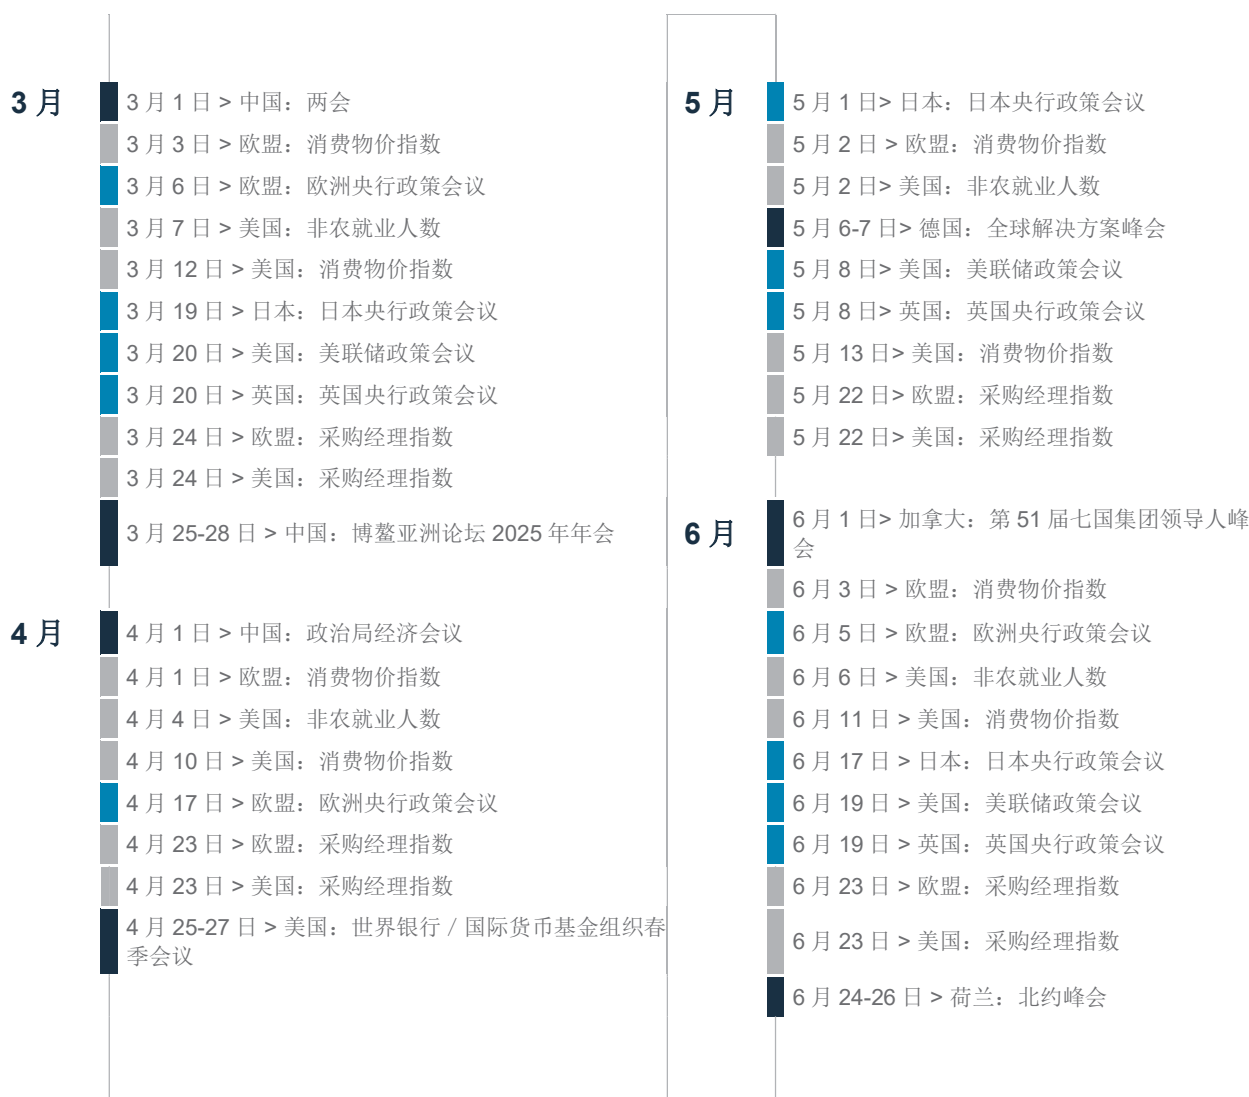 3 月
3 月 1 日 > 中国：两会
3 月 3 日 > 欧盟：消费物价指数
3 月 6 日 > 欧盟：欧洲央行政策会议
3 月 7 日 > 美国：非农就业人数
3 月 12 日 > 美国：消费物价指数
3 月 19 日 > 日本：日本央行政策会议
3 月 20 日 > 美国：美联储政策会议
3 月 20 日 > 英国：英国央行政策会议
3 月 24 日 > 欧盟：采购经理指数
3 月 24 日 > 美国：采购经理指数
3 月 25-28 日 > 中国：博鳌亚洲论坛 2025 年年会
4 月
4 月 1 日 > 中国：政治局经济会议
4 月 1 日 > 欧盟：消费物价指数
4 月 4 日 > 美国：非农就业人数
4 月 10 日 > 美国：消费物价指数
4 月 17 日 > 欧盟：欧洲央行政策会议
4 月 23 日 > 欧盟：采购经理指数
4 月 23 日 > 美国：采购经理指数
4 月 25-27 日 > 美国：世界银行 / 国际货币基金组织春
季会议
5 月
5 月 1 日> 日本：日本央行政策会议
5 月 2 日 > 欧盟：消费物价指数
5 月 2 日> 美国：非农就业人数
5 月 6-7 日> 德国：全球解决方案峰会
5 月 8 日> 美国：美联储政策会议
5 月 8 日> 英国：英国央行政策会议
5 月 13 日> 美国：消费物价指数
5 月 22 日> 欧盟：采购经理指数
5 月 22 日> 美国：采购经理指数
6 月
6 月 1 日> 加拿大：第 51 届七国集团领导人峰
会
6 月 3 日 > 欧盟：消费物价指数
6 月 5 日 > 欧盟：欧洲央行政策会议
6 月 6 日 > 美国：非农就业人数
6 月 11 日 > 美国：消费物价指数
6 月 17 日 > 日本：日本央行政策会议
6 月 19 日 > 美国：美联储政策会议
6 月 19 日 > 英国：英国央行政策会议
6 月 23 日 > 欧盟：采购经理指数
6 月 23 日 > 美国：采购经理指数
6 月 24-26 日 > 荷兰：北约峰会